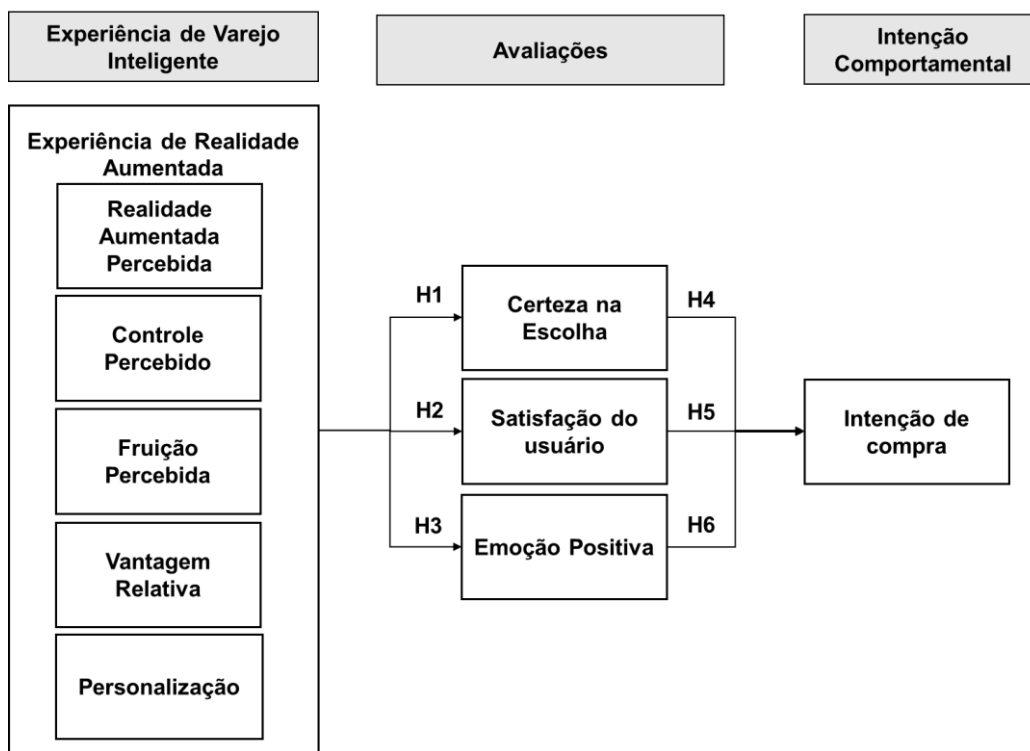 Experiência de Varejo
Inteligente
Avaliações
Intenção
Comportamental
Experiência de Realidade
Aumentada
Realidade
Aumentada
Percebida
Controle
Percebido
Fruição
Percebida
Vantagem
Relativa
Personalização
H1
H2
H3
Certeza na
Escolha
Satisfação do
usuário
Emoção Positiva
H4
H5
H6
Intenção de
compra